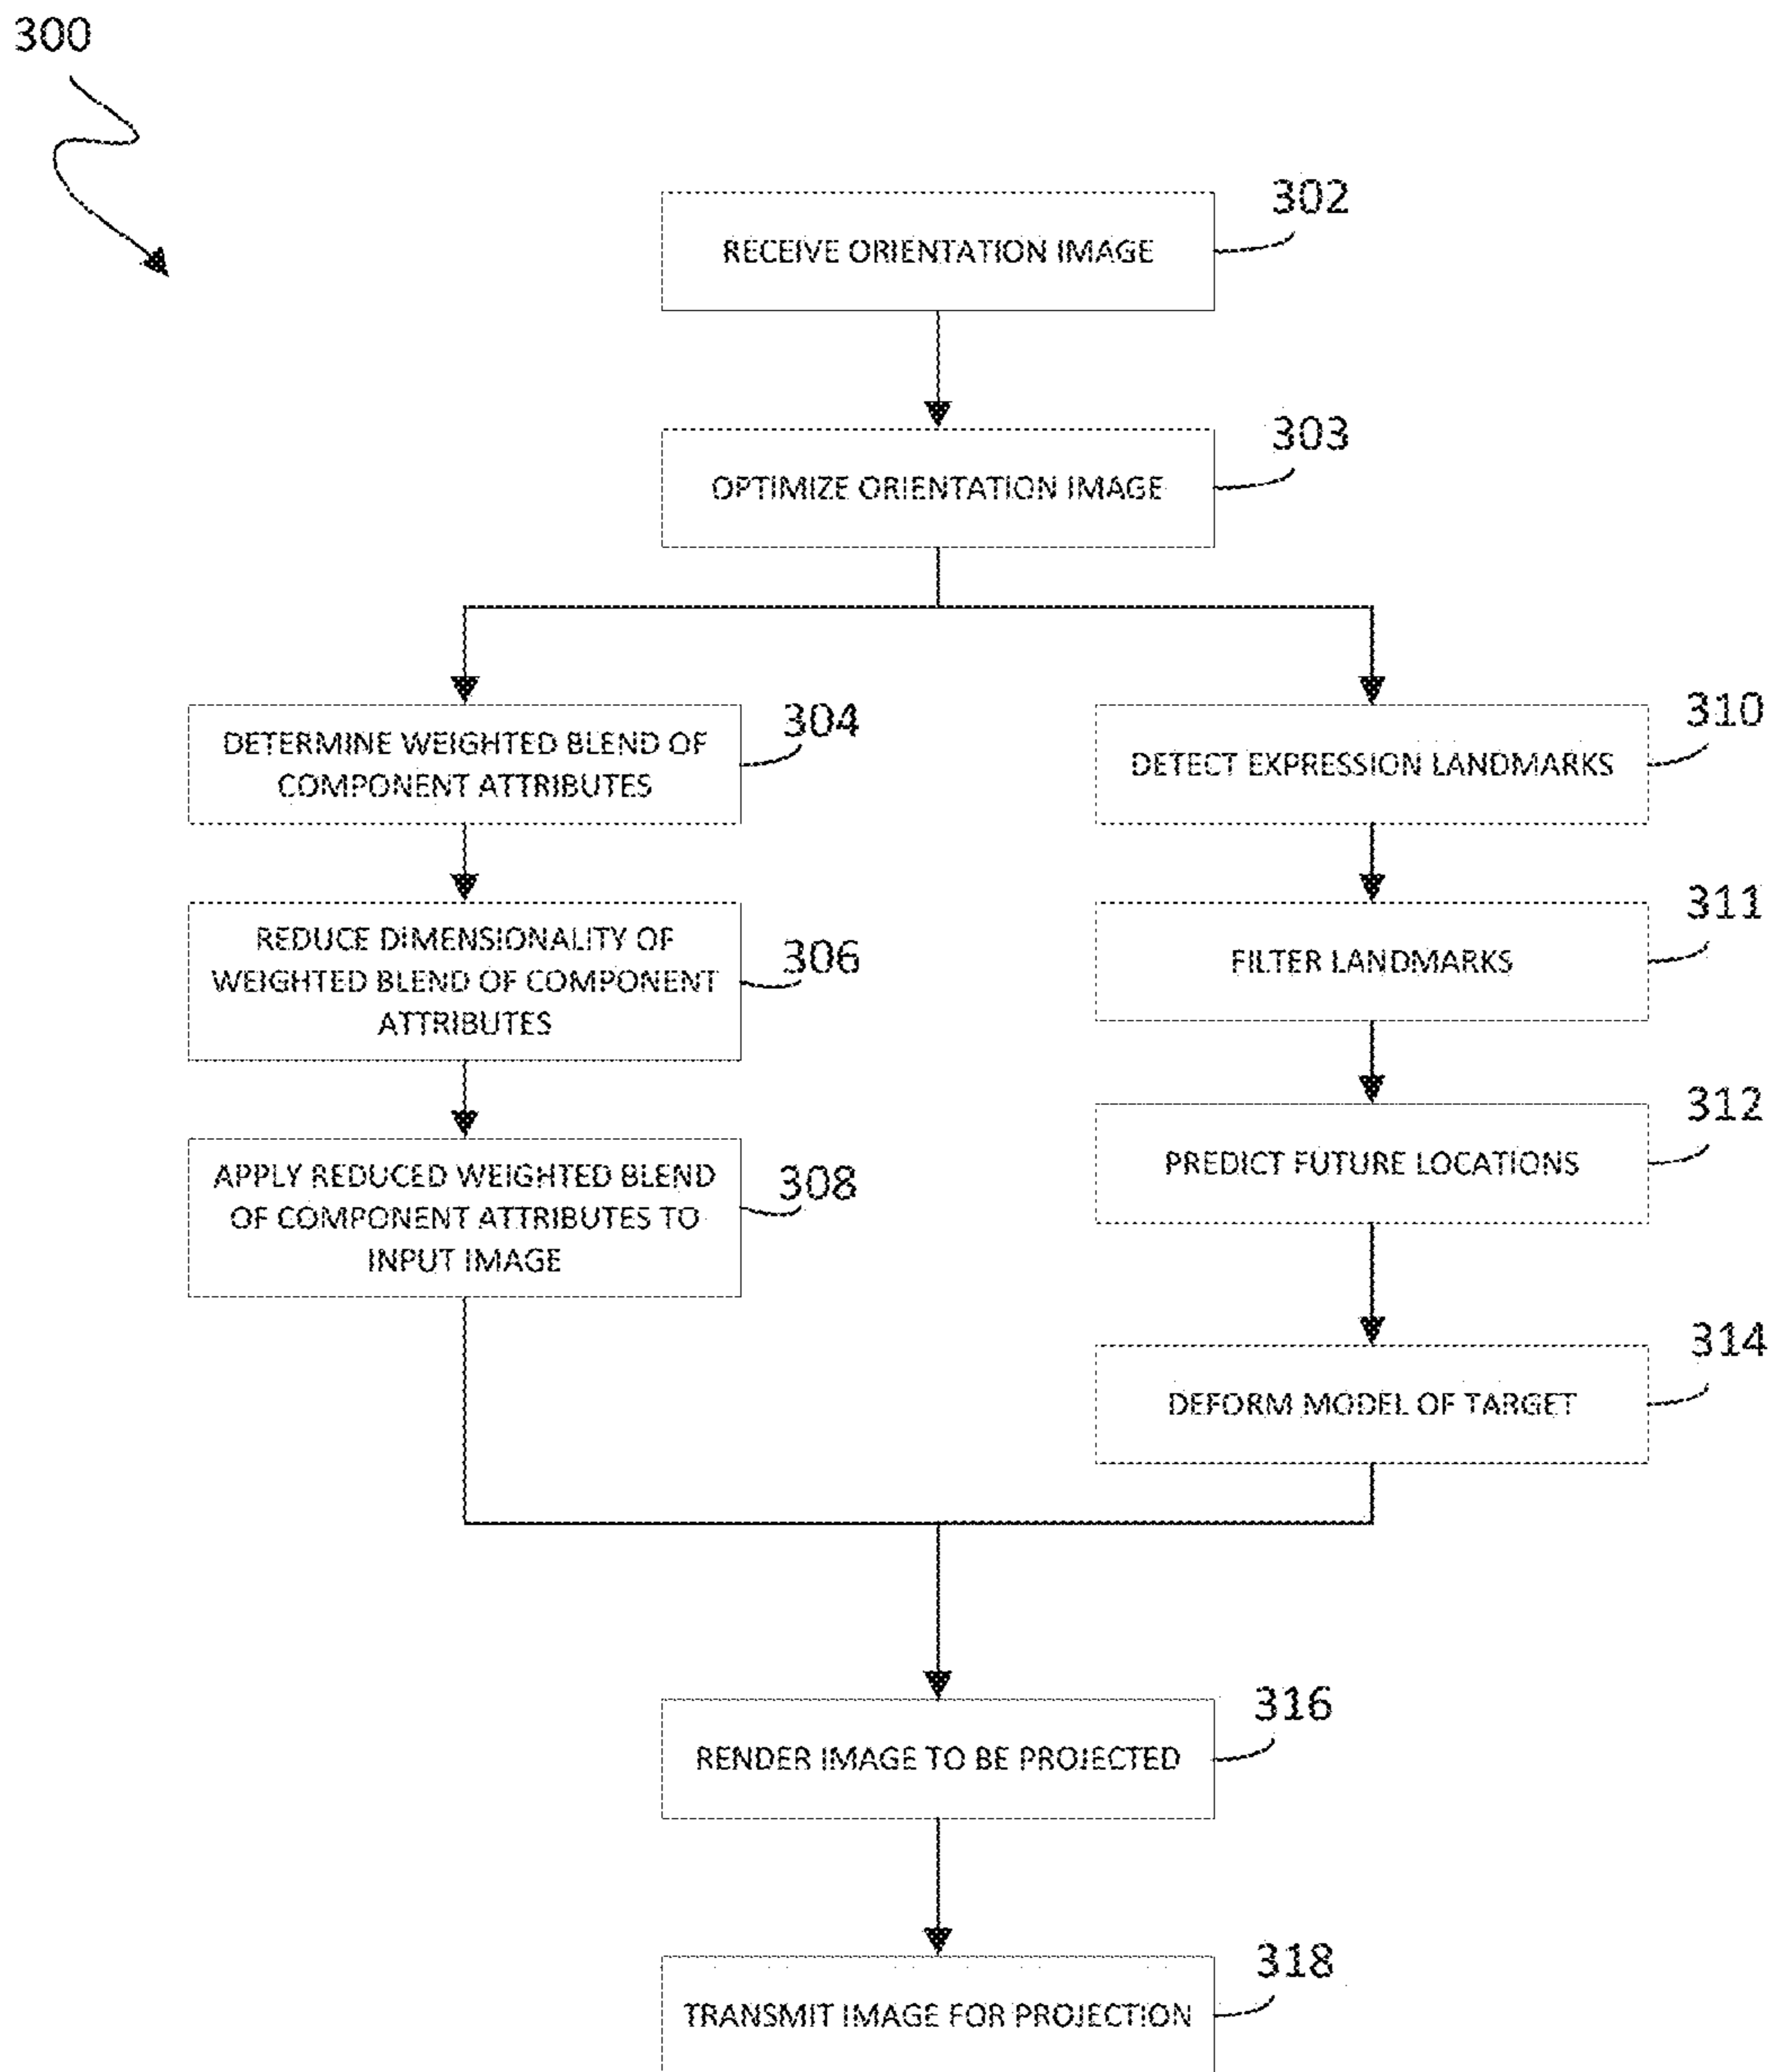 300
302
RECEIVE ORIENTATION IMAGE
303
OPTIMIZE ORIENTATION IMAGE
304
DETERMINE WEIGHTED BLEND OF
COMPONENT ATTRIBUTES
306
REDUCE DIMENSIONALITY OF
WEIGHTED BLEND OF COMPONENT
ATTRIBUTES
308
APPLY REDUCED WEIGHTED BLEND
OF COMPONENT ATTRIBUTES TO
INPUT IMAGE
310
DETECT EXPRESSION LANDMARKS
311
FILTER LANDMARKS
312
PREDICT FUTURE LOCATIONS
314
DEFORM MODEL OF TARGET
316
RENDER IMAGE TO BE PROJECTED
318
TRANSMIT IMAGE FOR PROJECTION